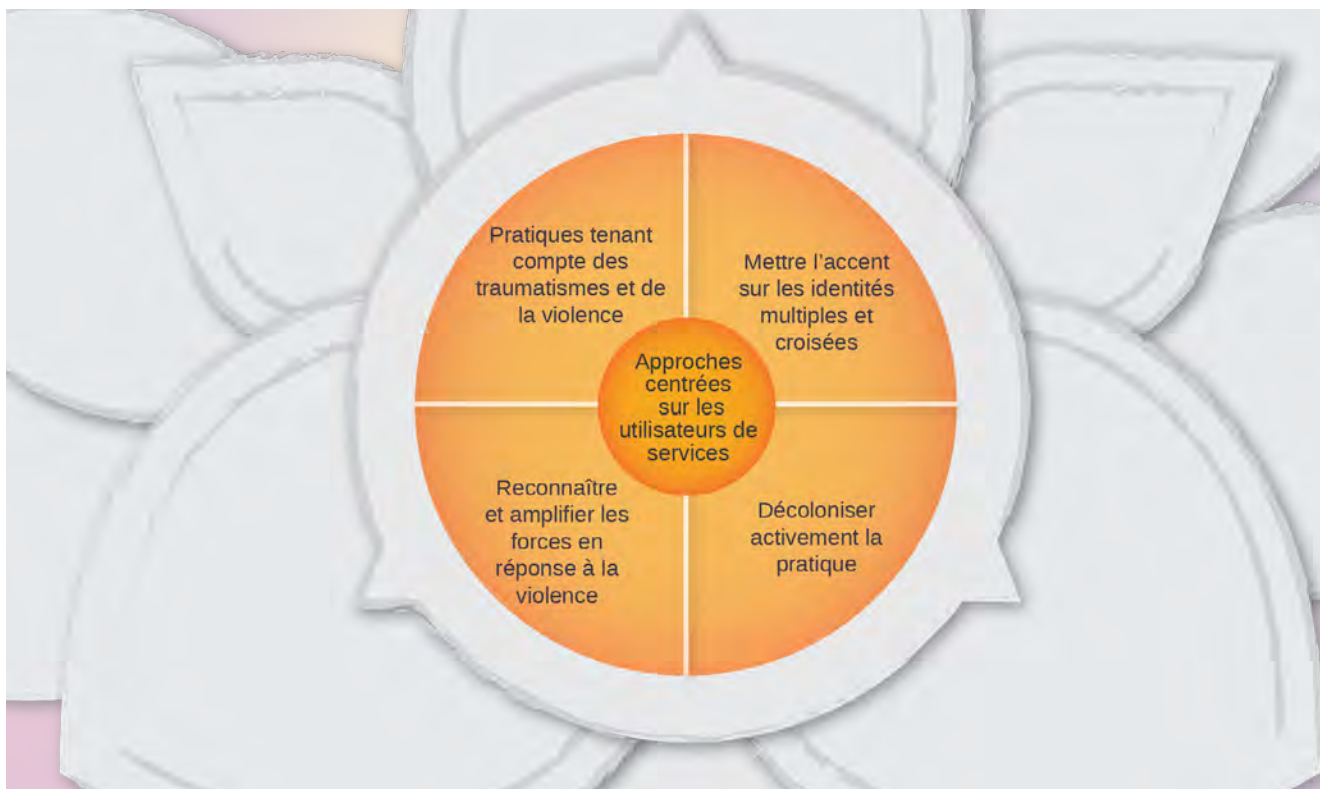 Pratiques tenant
compte des
traumatismes et de
la violence
Mettre l’accent
sur les identités
multiples et
croisées
Approches
centrées
sur les
utilisateurs de
services
Reconnaître
et amplifier les
forces en
réponse à la
violence
Décoloniser
activement la
pratique